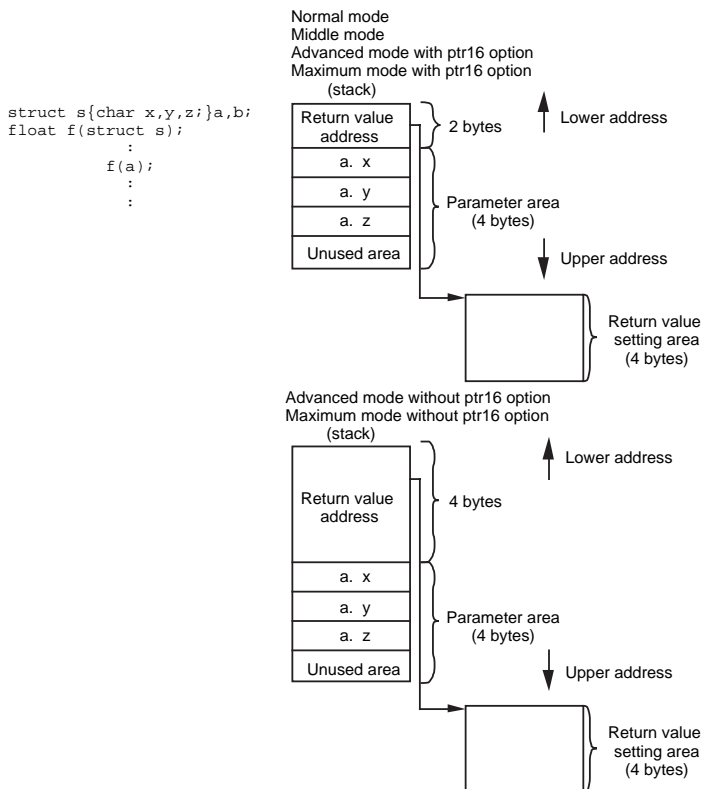 Normal mode
Middle mode
Advanced mode with ptr16 option
Maximum mode with ptr16 option
(stack)
struct s{char x,y,z;}a,b;
float f(struct s);
:
f(a);
:
:
Return value
address
2 bytes
Lower address
a. x
a. y
a. z
Unused area
Parameter area
(4 bytes)
Upper address
Return value
setting area
(4 bytes)
Advanced mode without ptr16 option
Maximum mode without ptr16 option
(stack)
Lower address
Return value
address
4 bytes
a. x
a. y
a. z
Unused area
Parameter area
(4 bytes)
Upper address
Return value
setting area
(4 bytes)